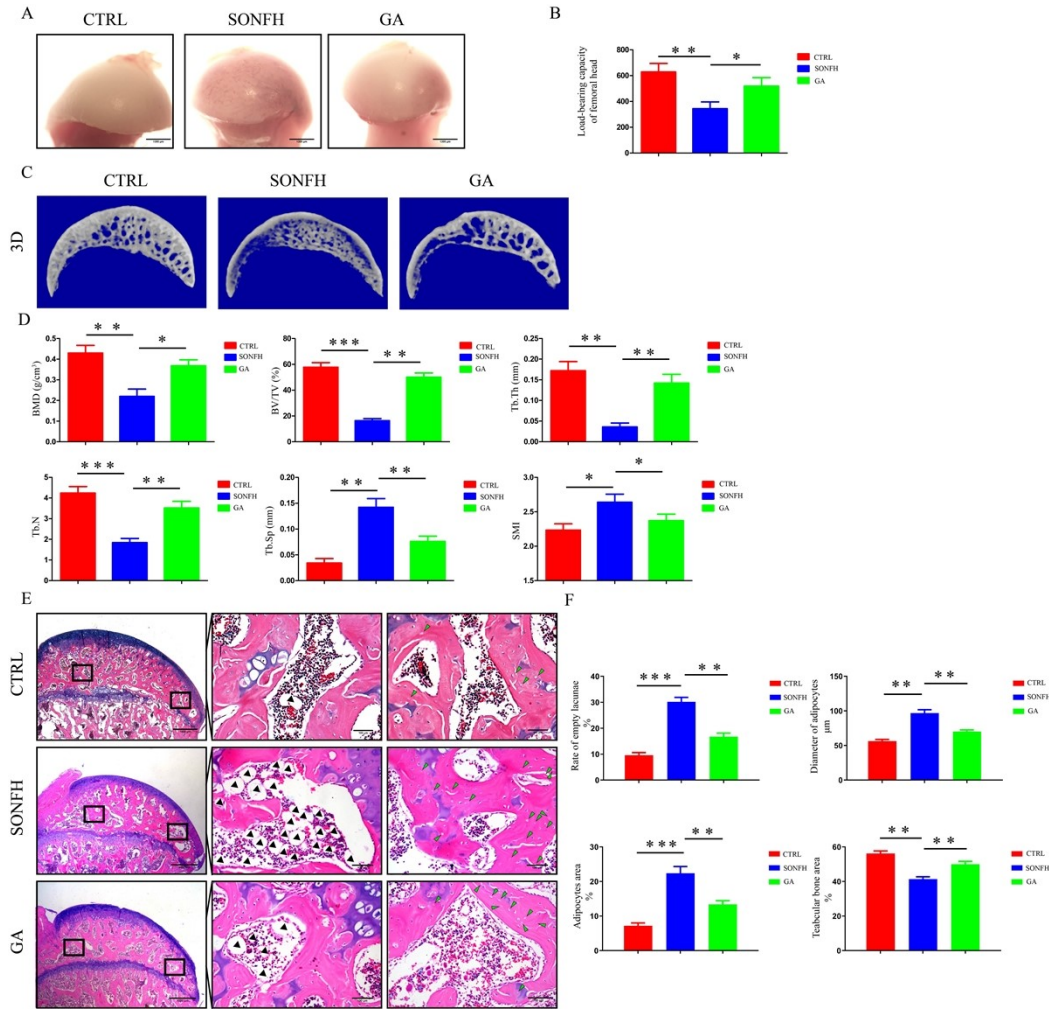 A
CTRL
SONFH
GA
B
Load-bearing capacity
of femoral head
800
600
400
200
0
* *
*
CTRL
SONFH
GA
C
CTRL
SONFH
GA
3D
D
BMD (g/cm³)
0.5
0.4
0.3
0.2
0.1
0.0
* *
*
CTRL
SONFH
GA
BV/TV (%)
80
60
40
20
0
* * *
* *
CTRL
SONFH
GA
Tb.Th (mm)
0.20
0.15
0.10
0.05
0.00
* *
* *
CTRL
SONFH
GA
Tb.N
5
4
3
2
1
0
* * *
* *
CTRL
SONFH
GA
Tb.Sp (mm)
0.20
0.15
0.10
0.05
0.00
* *
* *
CTRL
SONFH
GA
SMI
3.0
2.5
2.0
1.5
*
*
CTRL
SONFH
GA
E
CTRL
SONFH
GA
F
Rate of empty lacunae
%
40
30
20
10
0
* * *
* *
CTRL
SONFH
GA
Diameter of adipocytes
μm
150
100
50
0
* *
* *
CTRL
SONFH
GA
Adipocytes area
%
30
20
10
0
* * *
* *
CTRL
SONFH
GA
Teabcular bone area
%
60
40
20
0
* *
* *
CTRL
SONFH
GA